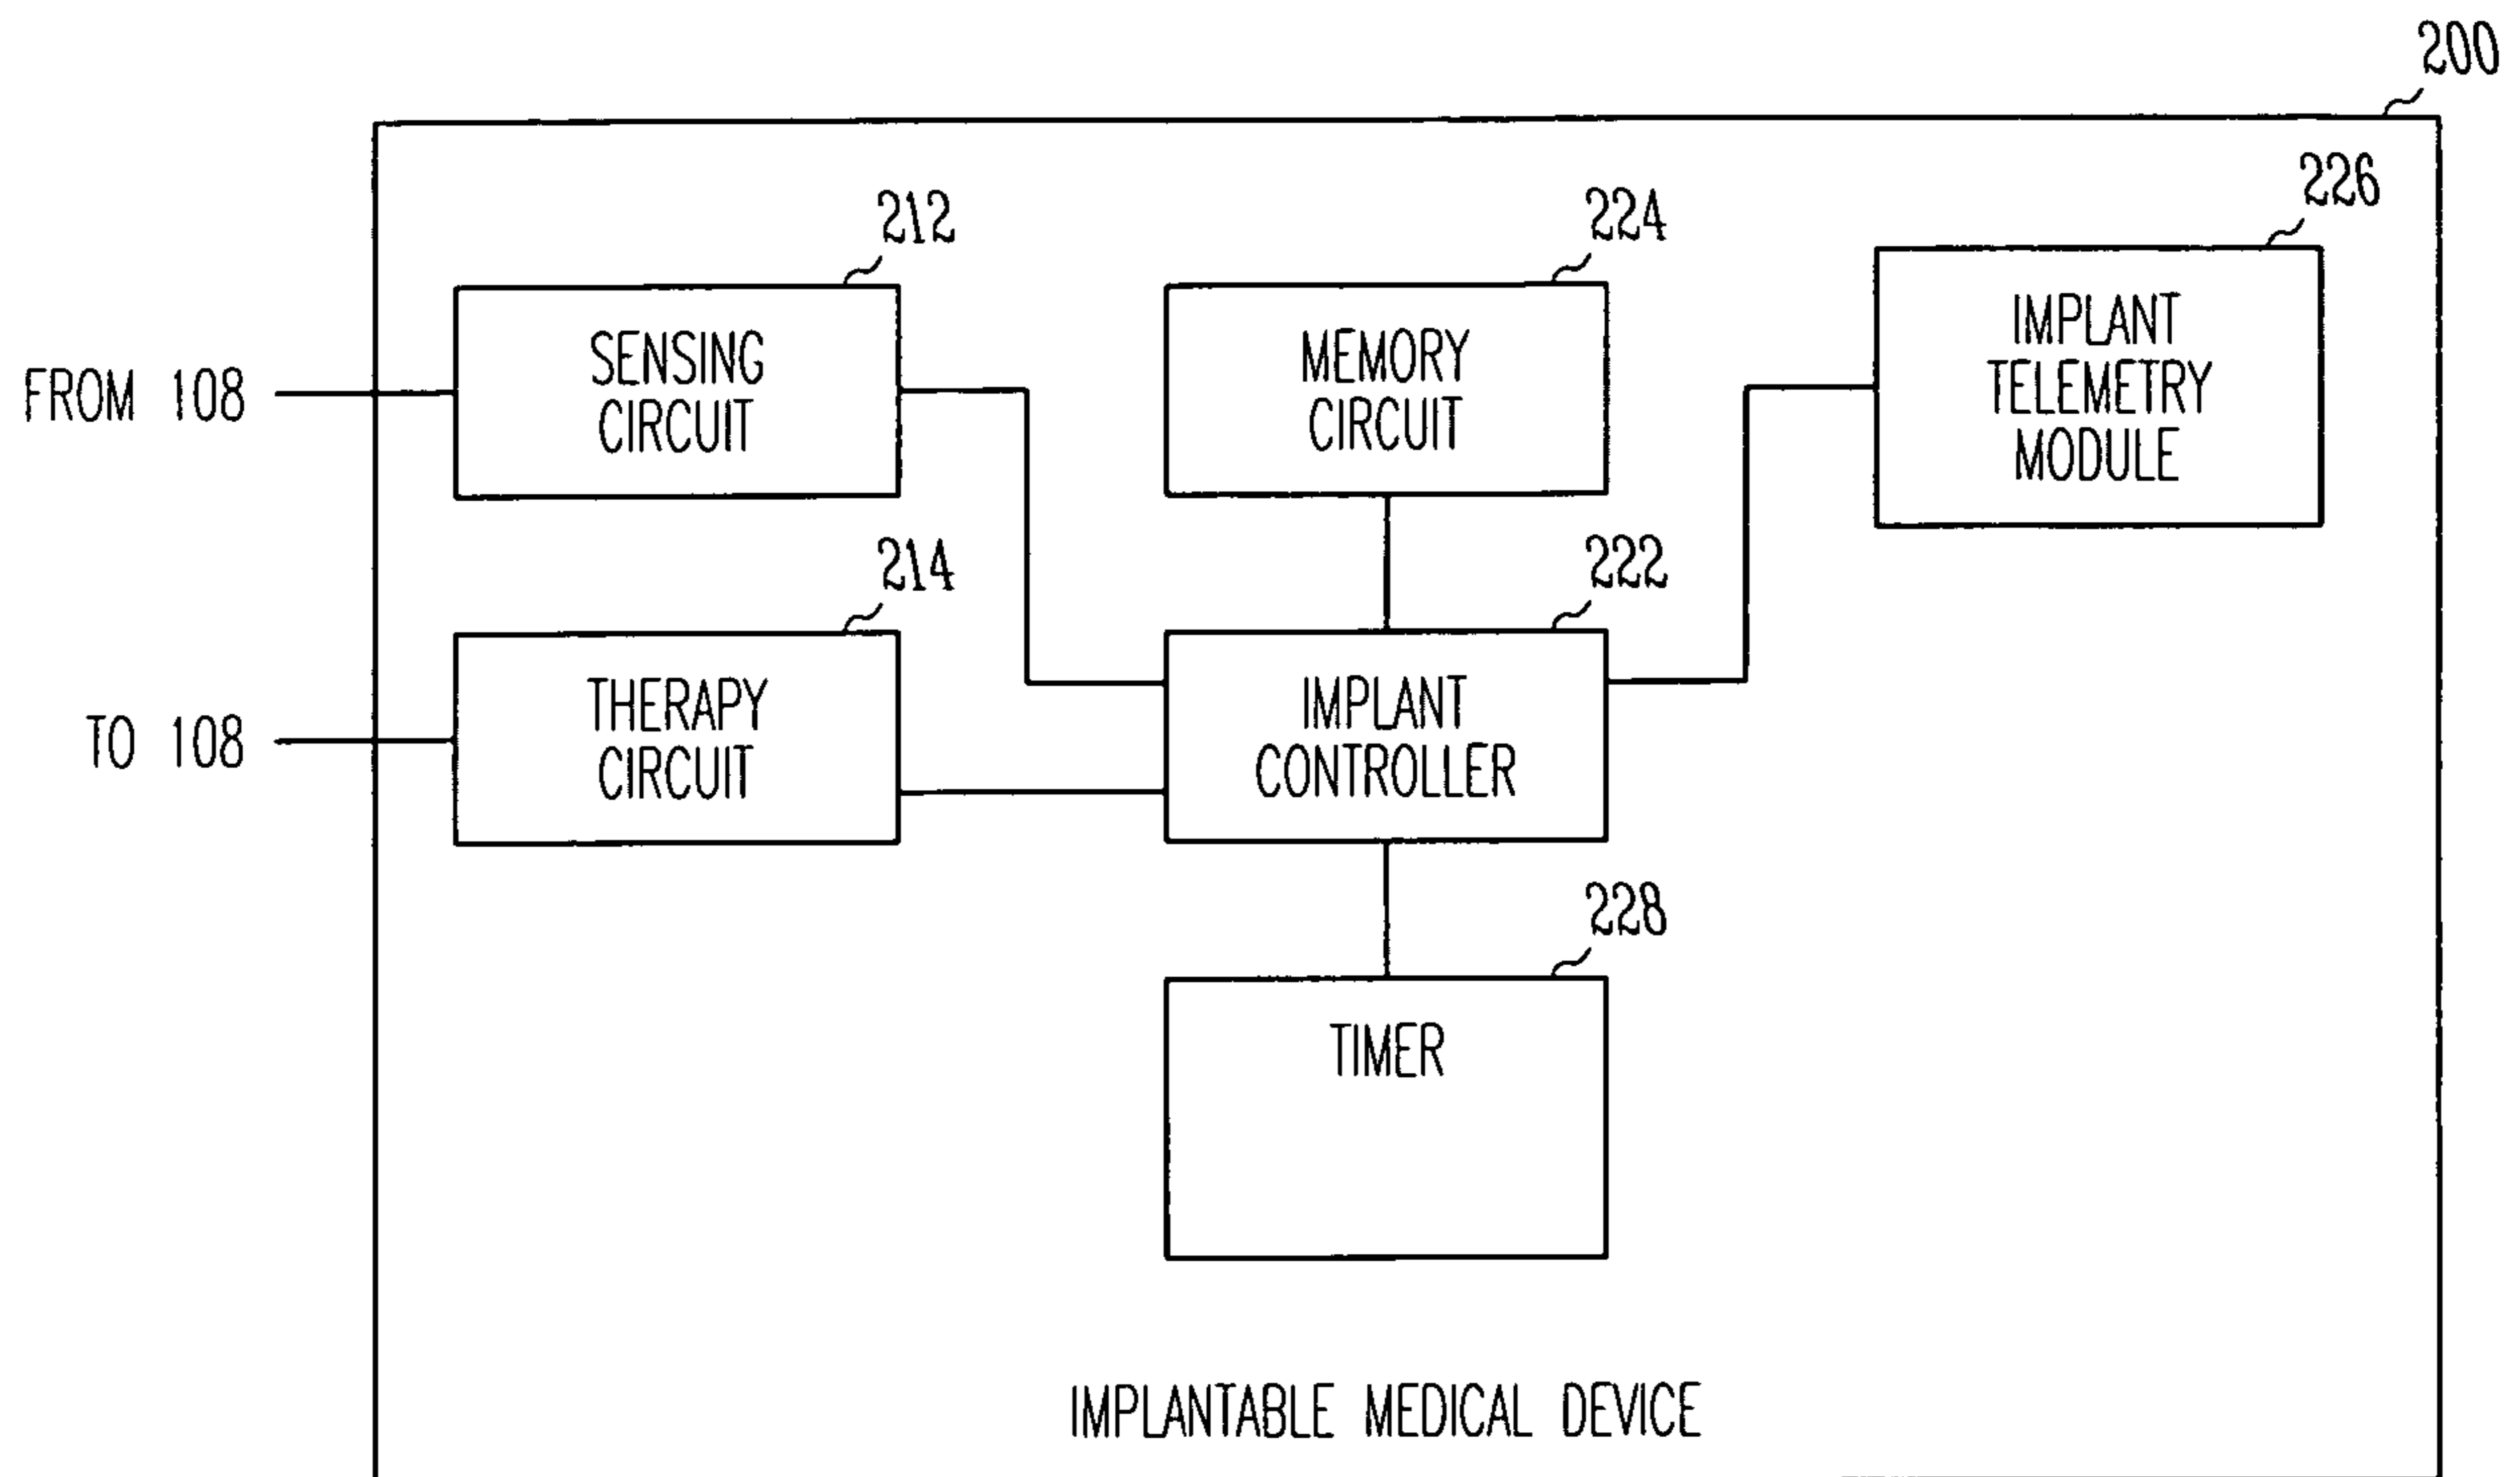 200
226
212
224
IMPLANT
TELEMETRY
MODULE
SENSING
CIRCUIT
MEMORY
CIRCUIT
FROM 108
214
222
THERAPY
CIRCUIT
IMPLANT
CONTROLLER
TO 108
228
TIMER
IMPLANTABLE MEDICAL DEVICE